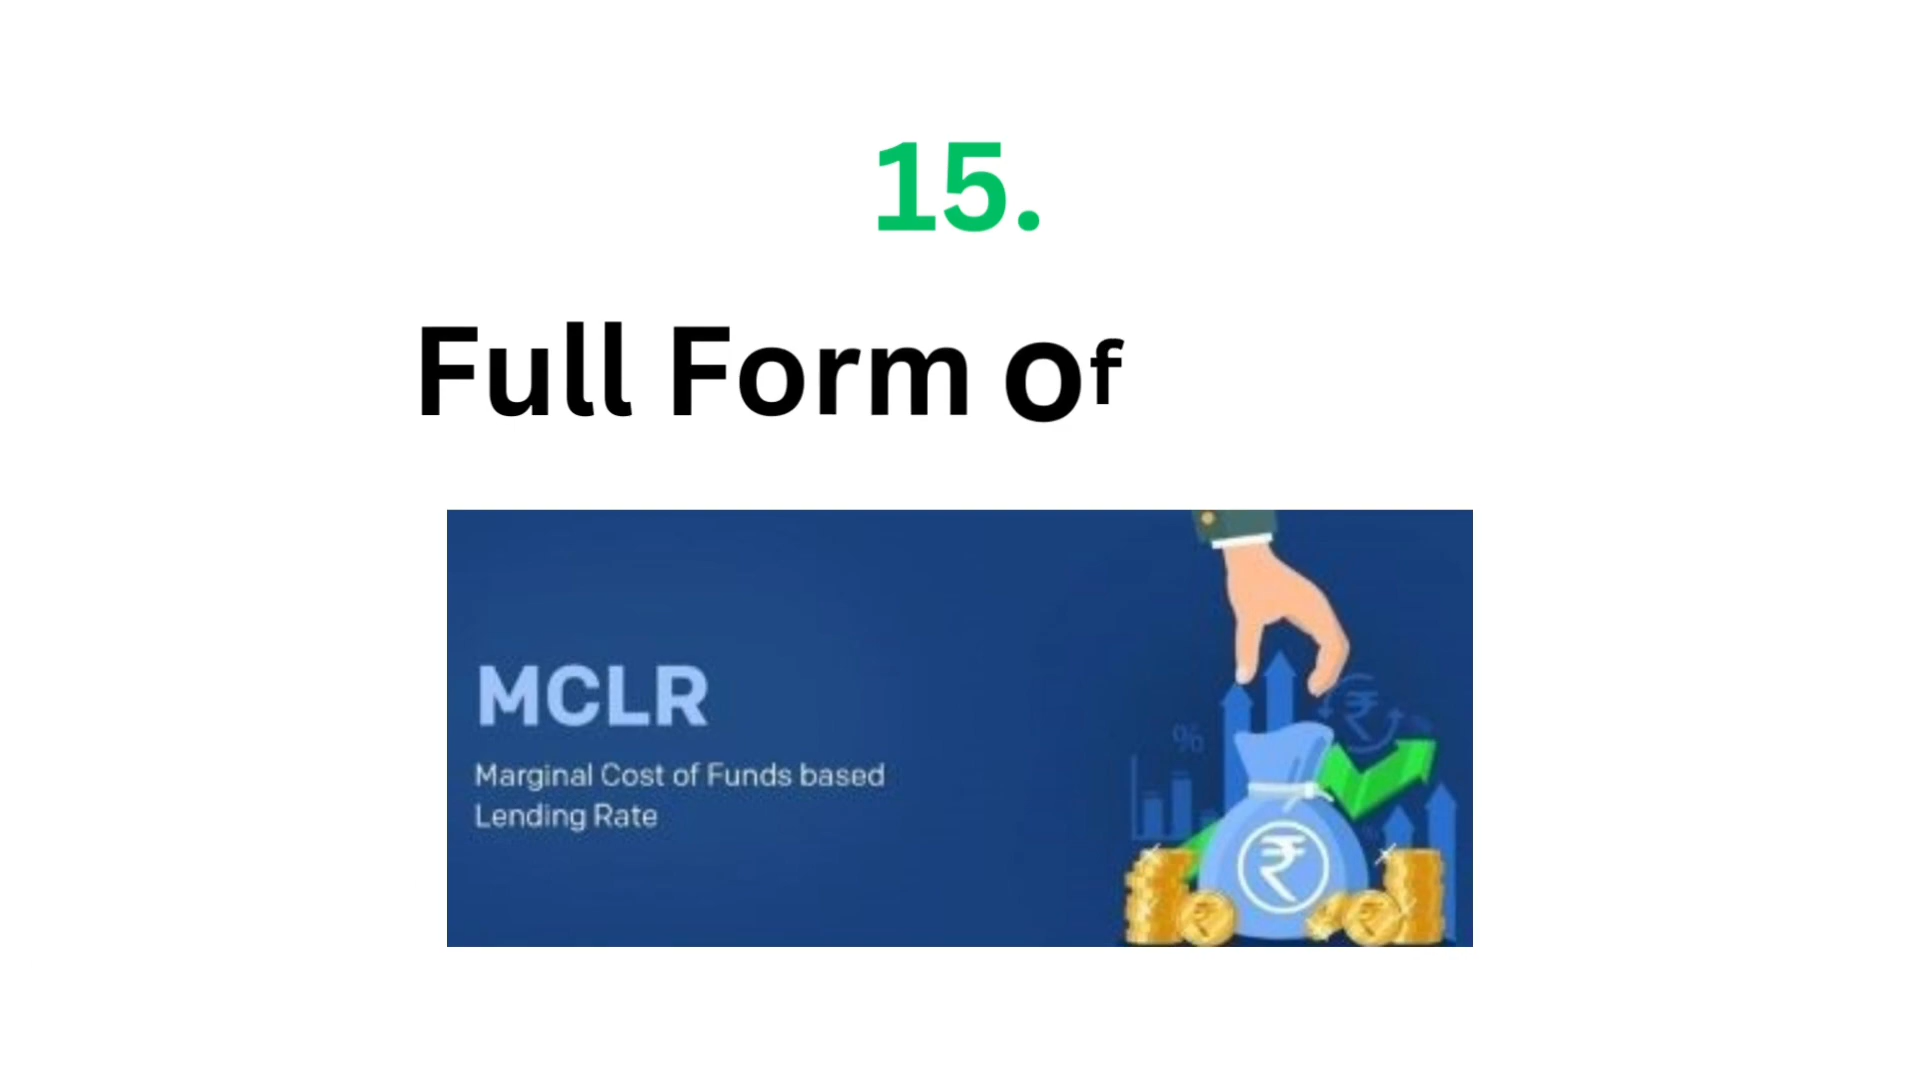 15.
Full Form of
MCLR
Marginal Cost of Funds based
Lending Rate
%
₹
₹
₹
₹